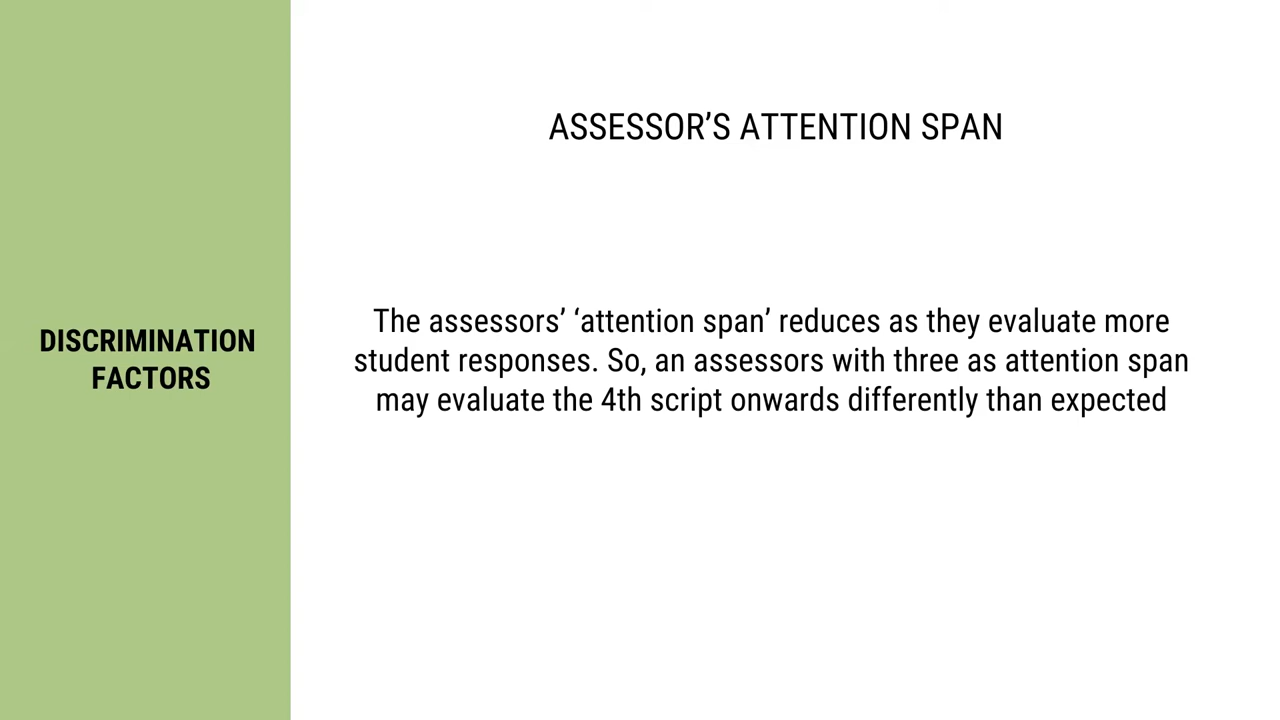 ASSESSOR’S ATTENTION SPAN
DISCRIMINATION
FACTORS
The assessors’ ‘attention span’ reduces as they evaluate more
student responses. So, an assessors with three as attention span
may evaluate the 4th script onwards differently than expected